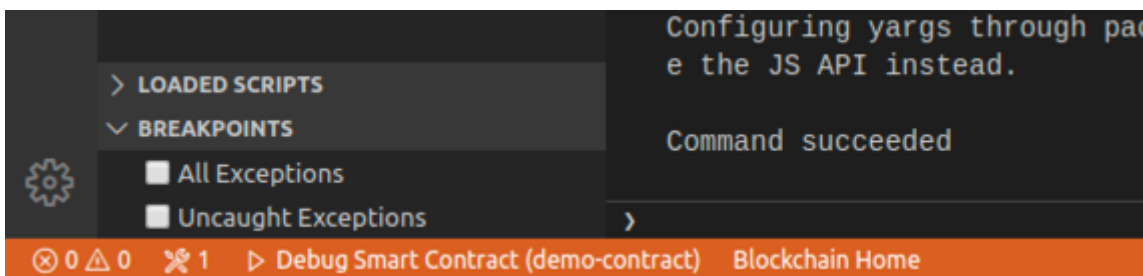 Configuring yargs through pac
e the JS API instead.
LOADED SCRIPTS
BREAKPOINTS
Command succeeded
All Exceptions
Uncaught Exceptions
0 0 1 Debug Smart Contract (demo-contract) Blockchain Home